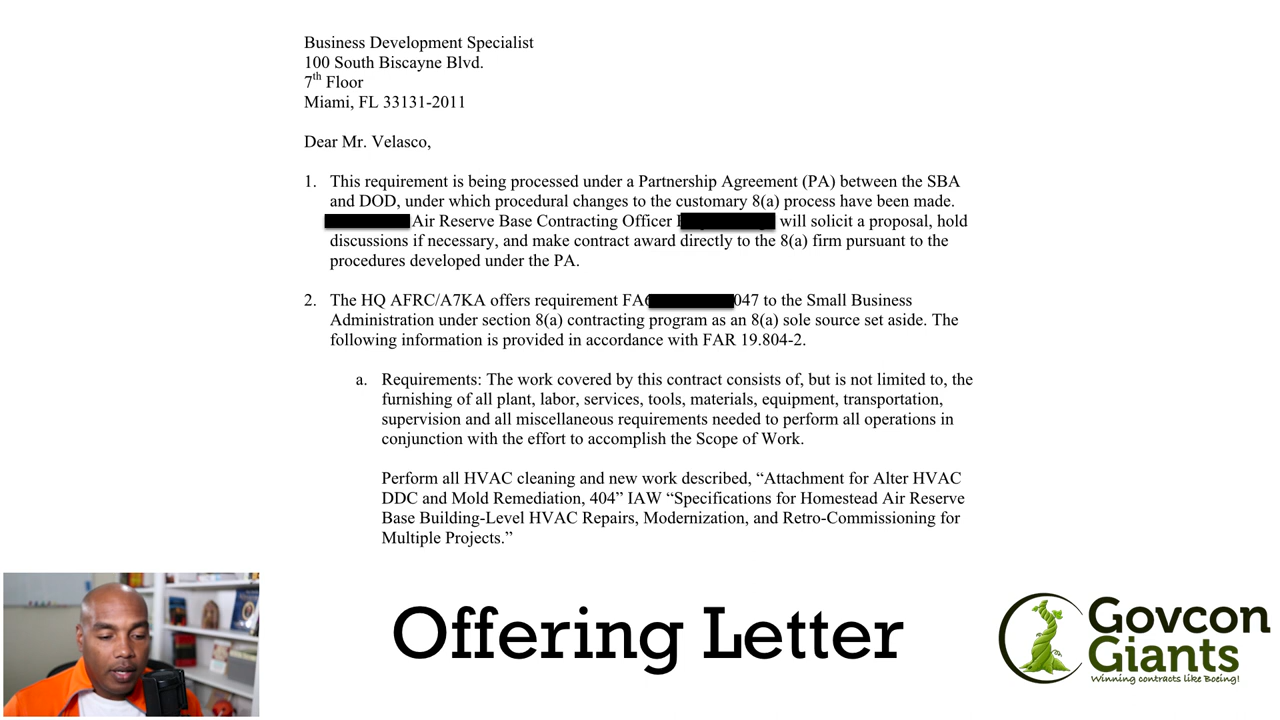 Business Development Specialist
100 South Biscayne Blvd.
7th Floor
Miami, FL 33131-2011
Dear Mr. Velasco,
1. This requirement is being processed under a Partnership Agreement (PA) between the SBA
and DOD, under which procedural changes to the customary 8(a) process have been made.
Air Reserve Base Contracting Officer will solicit a proposal, hold
discussions if necessary, and make contract award directly to the 8(a) firm pursuant to the
procedures developed under the PA.
2. The HQ AFRC/A7KA offers requirement FA6 047 to the Small Business
Administration under section 8(a) contracting program as an 8(a) sole source set aside. The
following information is provided in accordance with FAR 19.804-2.
a. Requirements: The work covered by this contract consists of, but is not limited to, the
furnishing of all plant, labor, services, tools, materials, equipment, transportation,
supervision and all miscellaneous requirements needed to perform all operations in
conjunction with the effort to accomplish the Scope of Work.
Perform all HVAC cleaning and new work described, “Attachment for Alter HVAC
DDC and Mold Remediation, 404” IAW “Specifications for Homestead Air Reserve
Base Building-Level HVAC Repairs, Modernization, and Retro-Commissioning for
Multiple Projects.”
Offering Letter
Govcon
Giants
Winning contracts like Boeing!